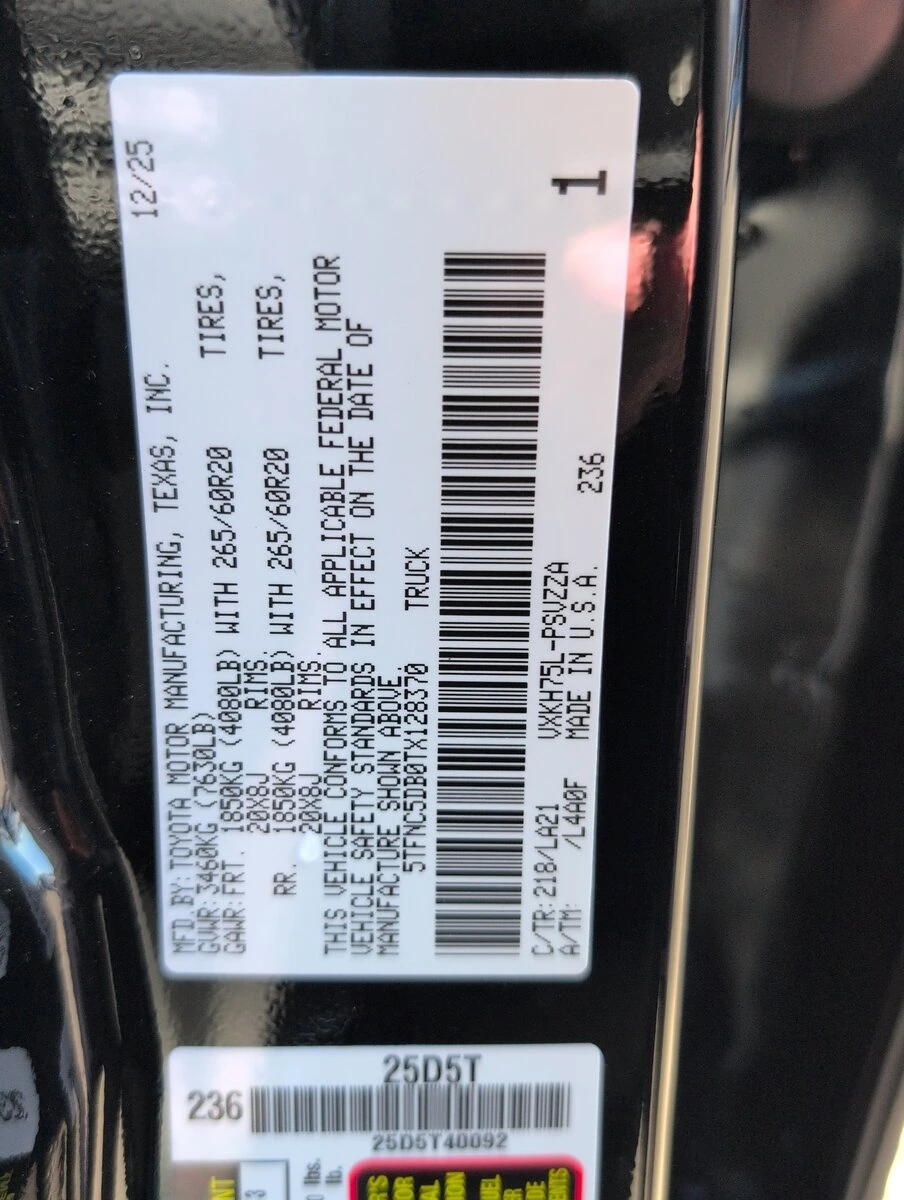 12/25
MFD.BY:TOYOTA MOTOR MANUFACTURING, TEXAS, INC.
GVWR:3460KG (7630LB)
GAWR:FRT. 1850KG (4080LB) WITH 265/60R20 TIRES,
20X8J RIMS.
RR. 1850KG (4080LB) WITH 265/60R20 TIRES,
20X8J RIMS.
THIS VEHICLE CONFORMS TO ALL APPLICABLE FEDERAL MOTOR
VEHICLE SAFETY STANDARDS IN EFFECT ON THE DATE OF
MANUFACTURE SHOWN ABOVE.
5TFNC5DB0TX128370 TRUCK
C/TR:218/LA21 VXKH75L-PSVZZA
A/TM: /L4A0F MADE IN U.S.A. 236
1
25D5T
236
25D5T40092
lbs.
lb.